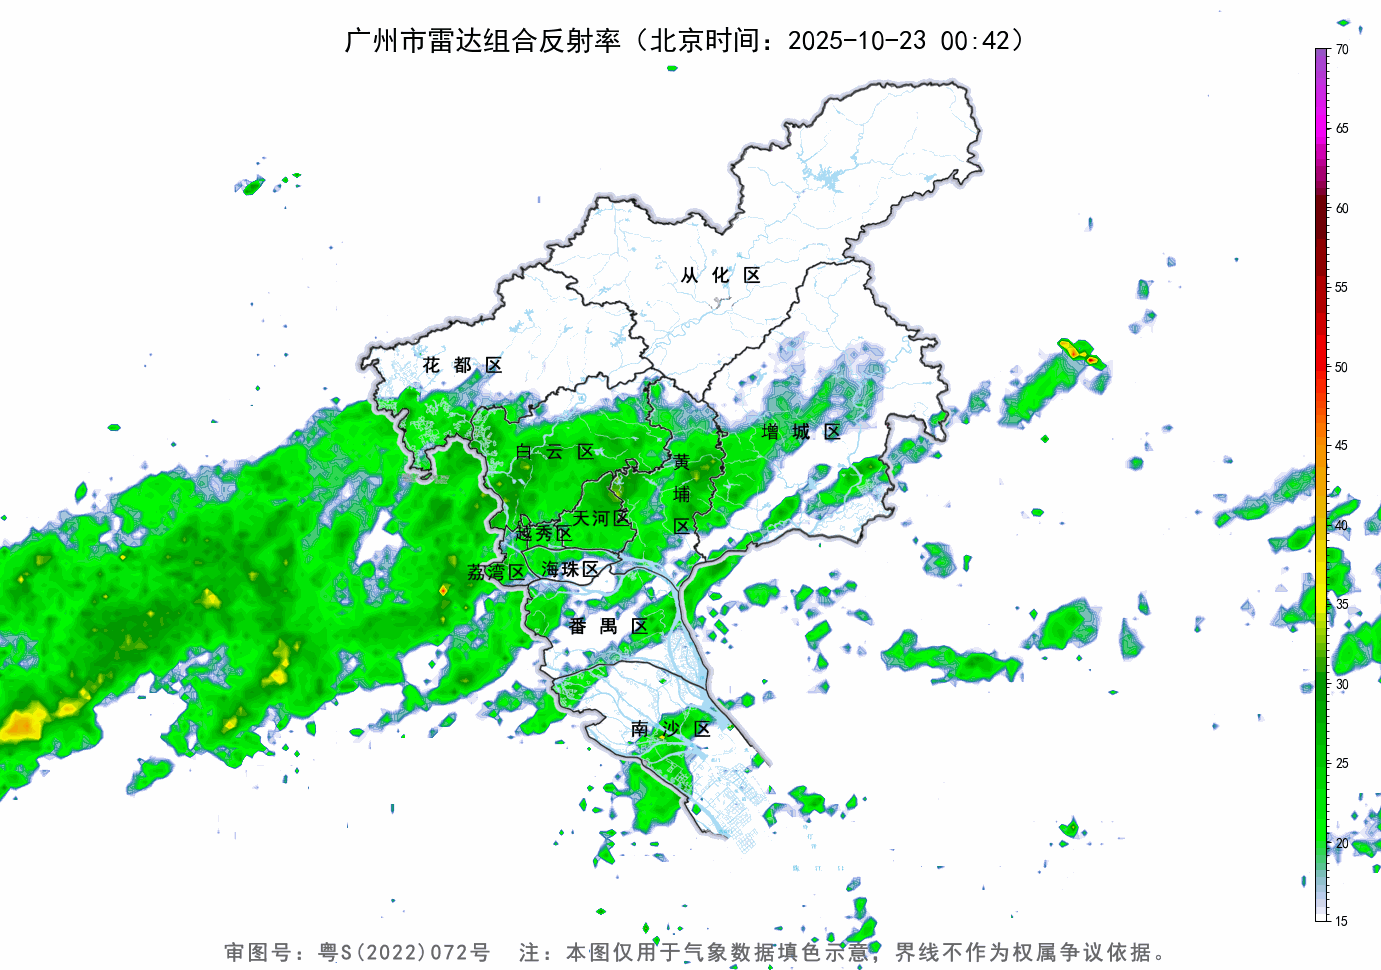 广州市雷达组合反射率（北京时间：2025-10-23 00:42）
70
65
60
55
50
45
40
35
30
25
20
15
从化区
花都区
增城区
白云区
黄埔区
天河区
越秀区
荔湾区
海珠区
番禺区
南沙区
审图号：粤S(2022)072号 注：本图仅用于气象数据填色示意，界线不作为权属争议依据。